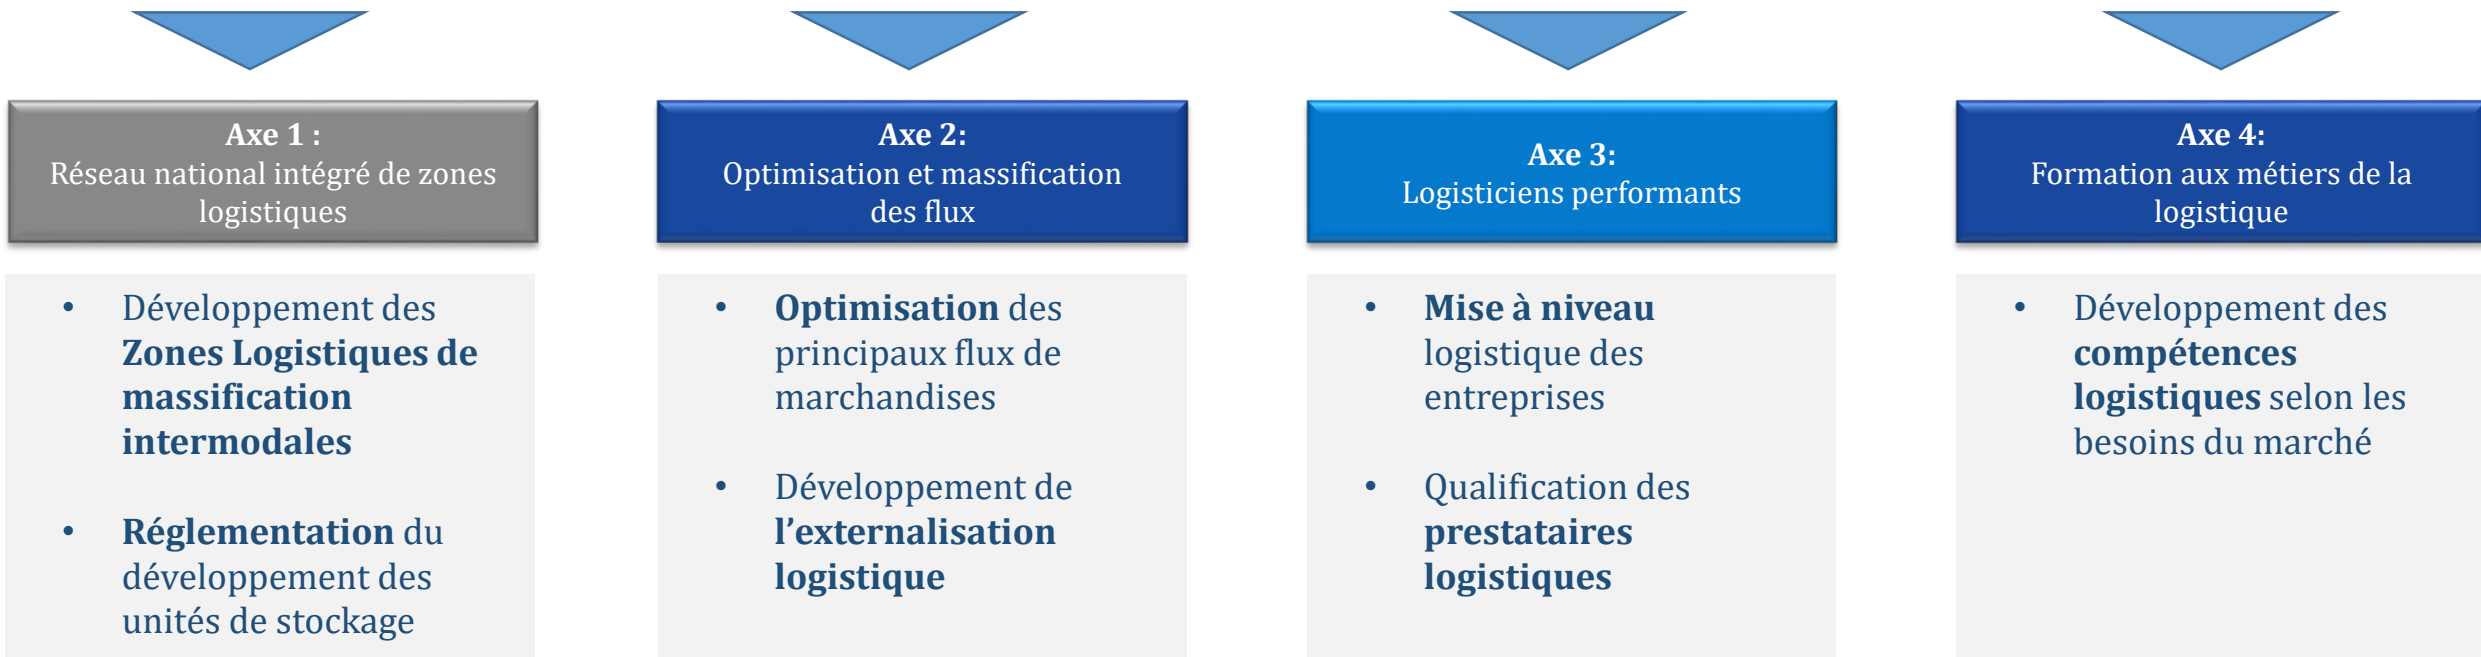 Axe 1 :
Réseau national intégré de zones
logistiques
• Développement des
Zones Logistiques de
massification
intermodales
• Réglementation du
développement des
unités de stockage
Axe 2:
Optimisation et massification
des flux
• Optimisation des
principaux flux de
marchandises
• Développement de
l’externalisation
logistique
Axe 3:
Logisticiens performants
• Mise à niveau
logistique des
entreprises
• Qualification des
prestataires
logistiques
Axe 4:
Formation aux métiers de la
logistique
• Développement des
compétences
logistiques selon les
besoins du marché